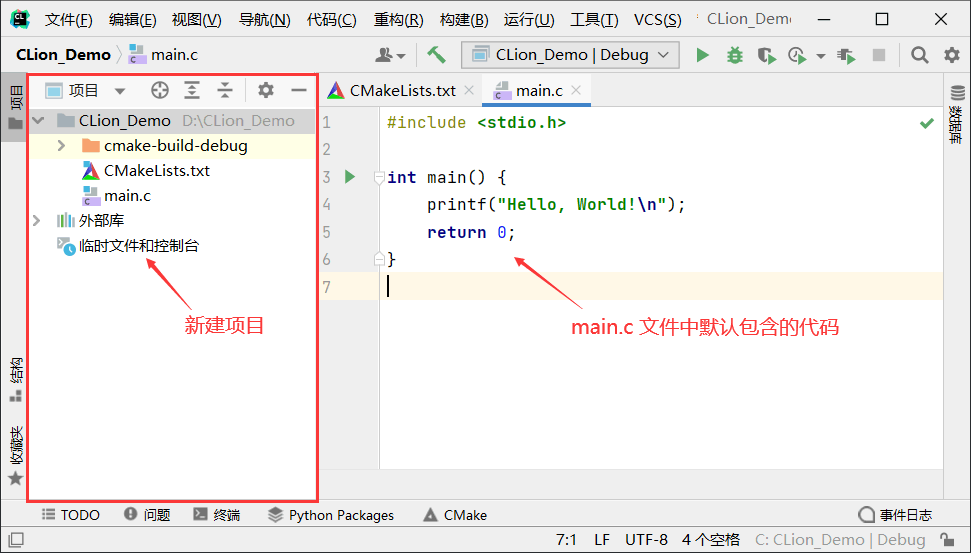 文件(F) 编辑(E) 视图(V) 导航(N) 代码(C) 重构(R) 构建(B) 运行(U) 工具(T) VCS(S) CLion_Demo
CLion_Demo main.c CLion_Demo | Debug
项目
项目
CMakeLists.txt main.c
数据库
CLion_Demo D:\CLion_Demo
cmake-build-debug
CMakeLists.txt
main.c
外部库
临时文件和控制台
新建项目
1 #include <stdio.h>
2
3 int main() {
4 printf("Hello, World!\n");
5 return 0;
6 }
7
main.c 文件中默认包含的代码
结构
收藏夹
TODO 问题 终端 Python Packages CMake 事件日志
7:1 LF UTF-8 4 个空格 C: CLion_Demo | Debug